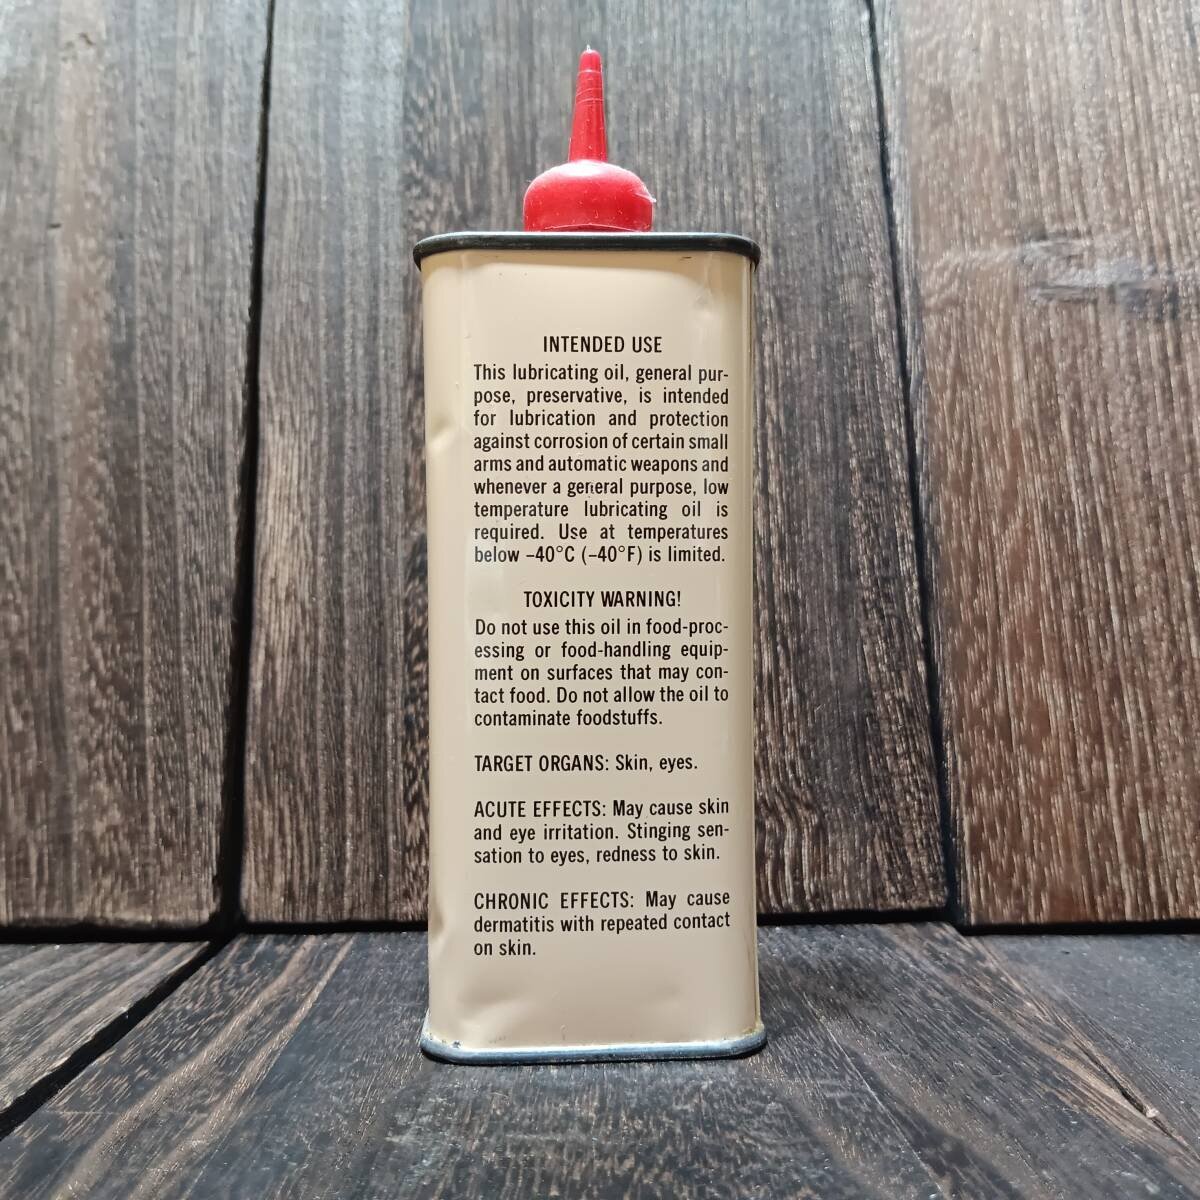 INTENDED USE
This lubricating oil, general pur-
pose, preservative, is intended
for lubrication and protection
against corrosion of certain small
arms and automatic weapons and
whenever a general purpose, low
temperature lubricating oil is
required. Use at temperatures
below –40°C (–40°F) is limited.
TOXICITY WARNING!
Do not use this oil in food-proc-
essing or food-handling equip-
ment on surfaces that may con-
tact food. Do not allow the oil to
contaminate foodstuffs.
TARGET ORGANS: Skin, eyes.
ACUTE EFFECTS: May cause skin
and eye irritation. Stinging sen-
sation to eyes, redness to skin.
CHRONIC EFFECTS: May cause
dermatitis with repeated contact
on skin.